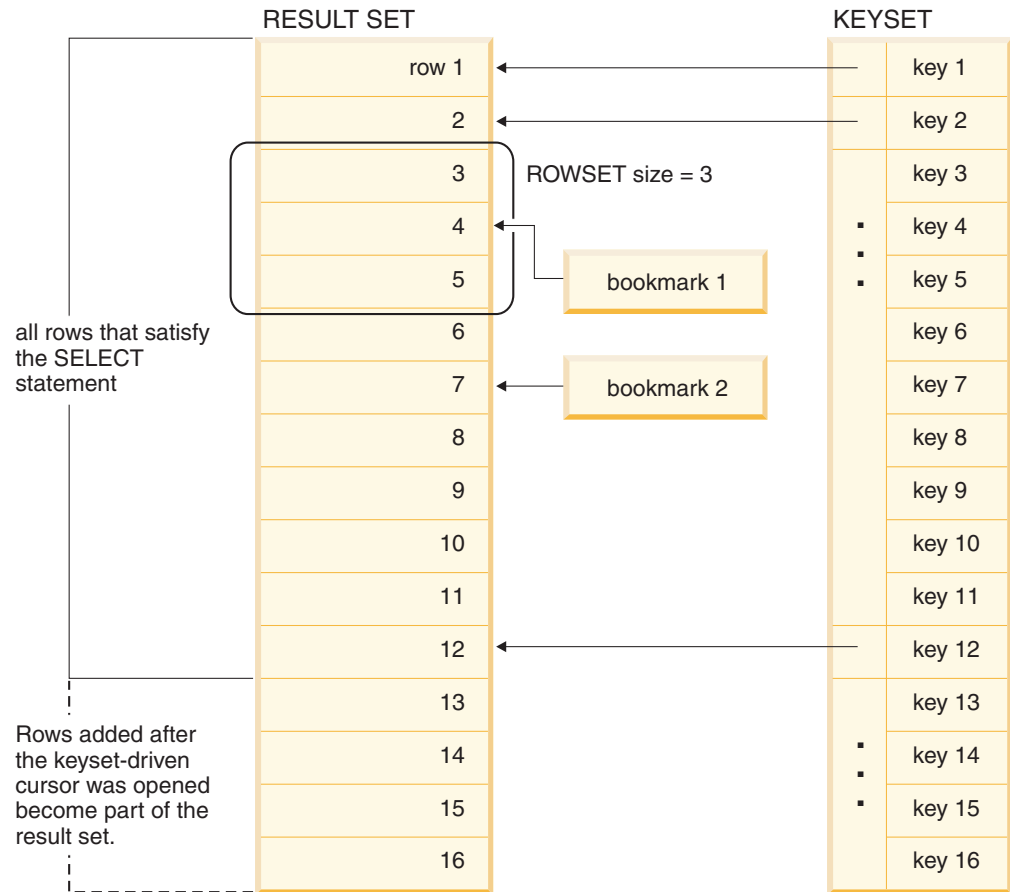 RESULT SET
KEYSET
row 1
key 1
2
key 2
3
ROWSET size = 3
key 3
4
key 4
5
bookmark 1
key 5
all rows that satisfy
the SELECT
statement
6
key 6
7
bookmark 2
key 7
8
key 8
9
key 9
10
key 10
11
key 11
12
key 12
13
key 13
Rows added after
the keyset-driven
cursor was opened
become part of the
result set.
14
key 14
15
key 15
16
key 16